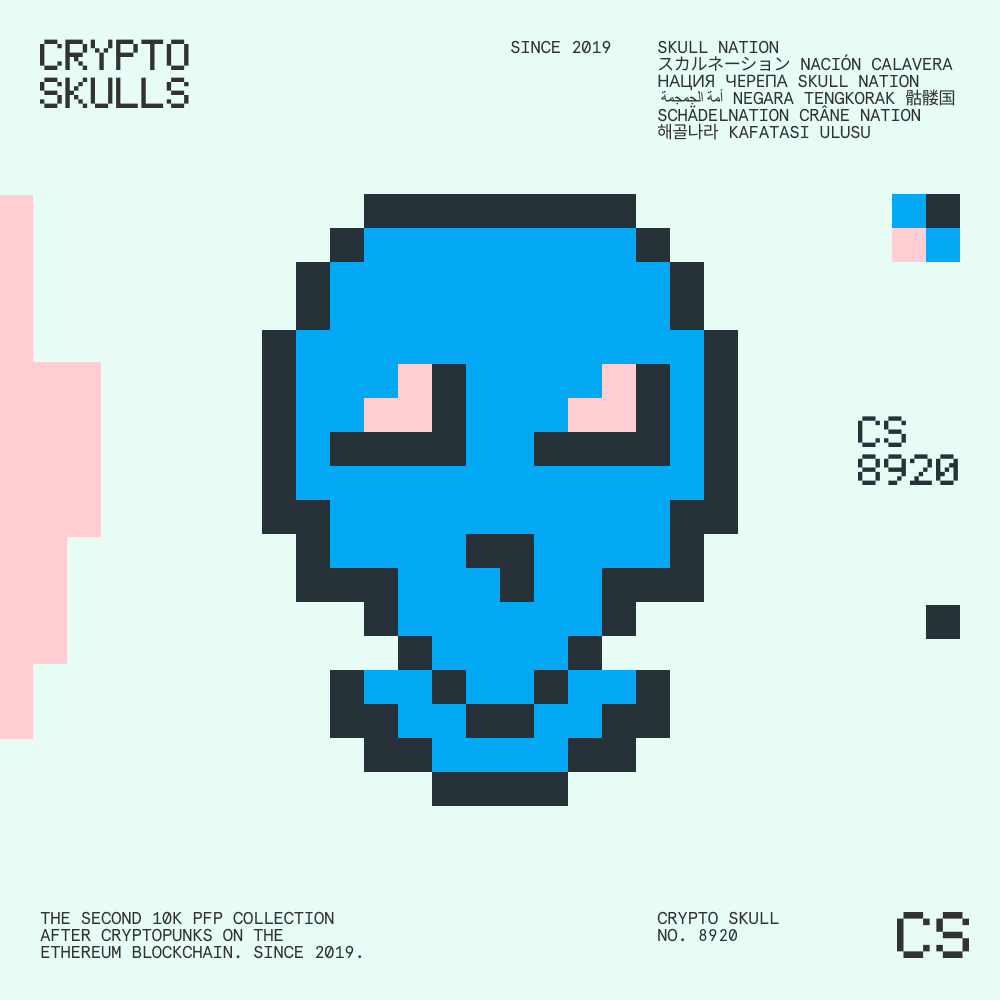 CRYPTO
SKULLS
SINCE 2019
SKULL NATION
スカルネーション NACIÓN CALAVERA
НАЦИЯ ЧЕРЕПА SKULL NATION
أمة الجمجمة NEGARA TENGKORAK 骷髅国
SCHÄDELNATION CRÂNE NATION
해골나라 KAFATASI ULUSU
CS
8920
THE SECOND 10K PFP COLLECTION
AFTER CRYPTOPUNKS ON THE
ETHEREUM BLOCKCHAIN. SINCE 2019.
CRYPTO SKULL
NO. 8920
CS